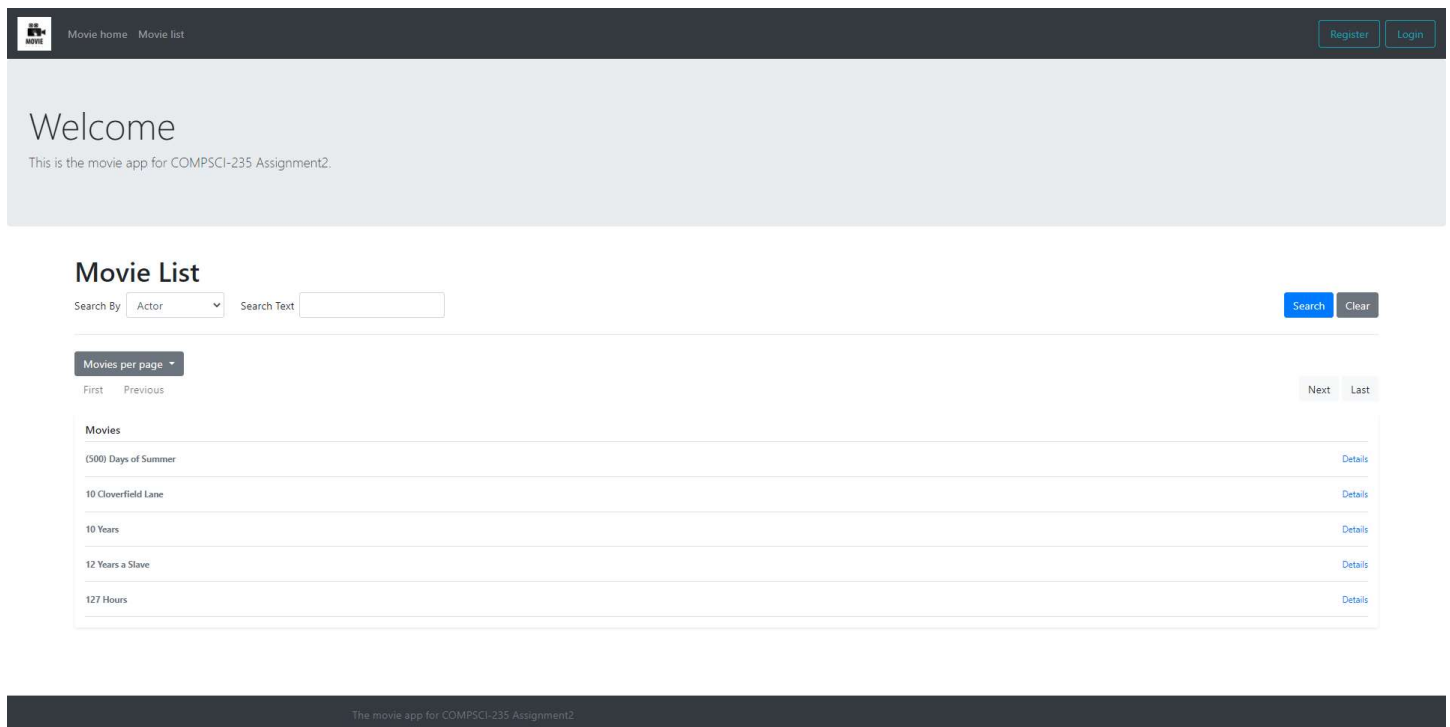 MOVIE
Movie home Movie list Register Login
Welcome
This is the movie app for COMPSCI-235 Assignment2.
Movie List
Search By Actor Search Text Search Clear
Movies per page
First Previous Next Last
Movies
(500) Days of Summer Details
10 Cloverfield Lane Details
10 Years Details
12 Years a Slave Details
127 Hours Details
The movie app for COMPSCI-235 Assignment2